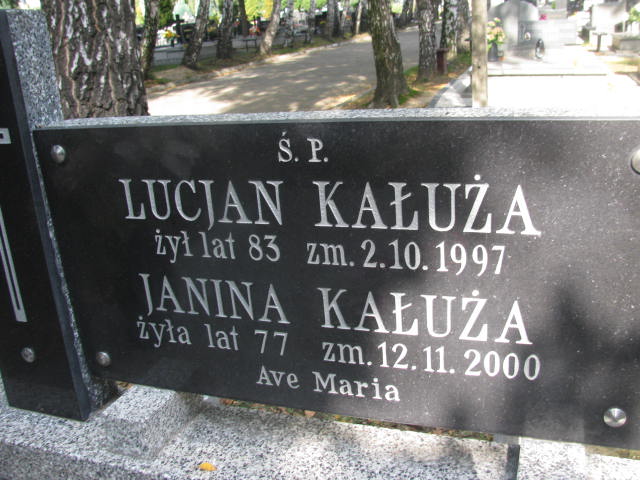 Ś. P.
LUCJAN KAŁUŻA
żył lat 83 zm. 2.10.1997
JANINA KAŁUŻA
żyła lat 77 zm. 12.11.2000
Ave Maria